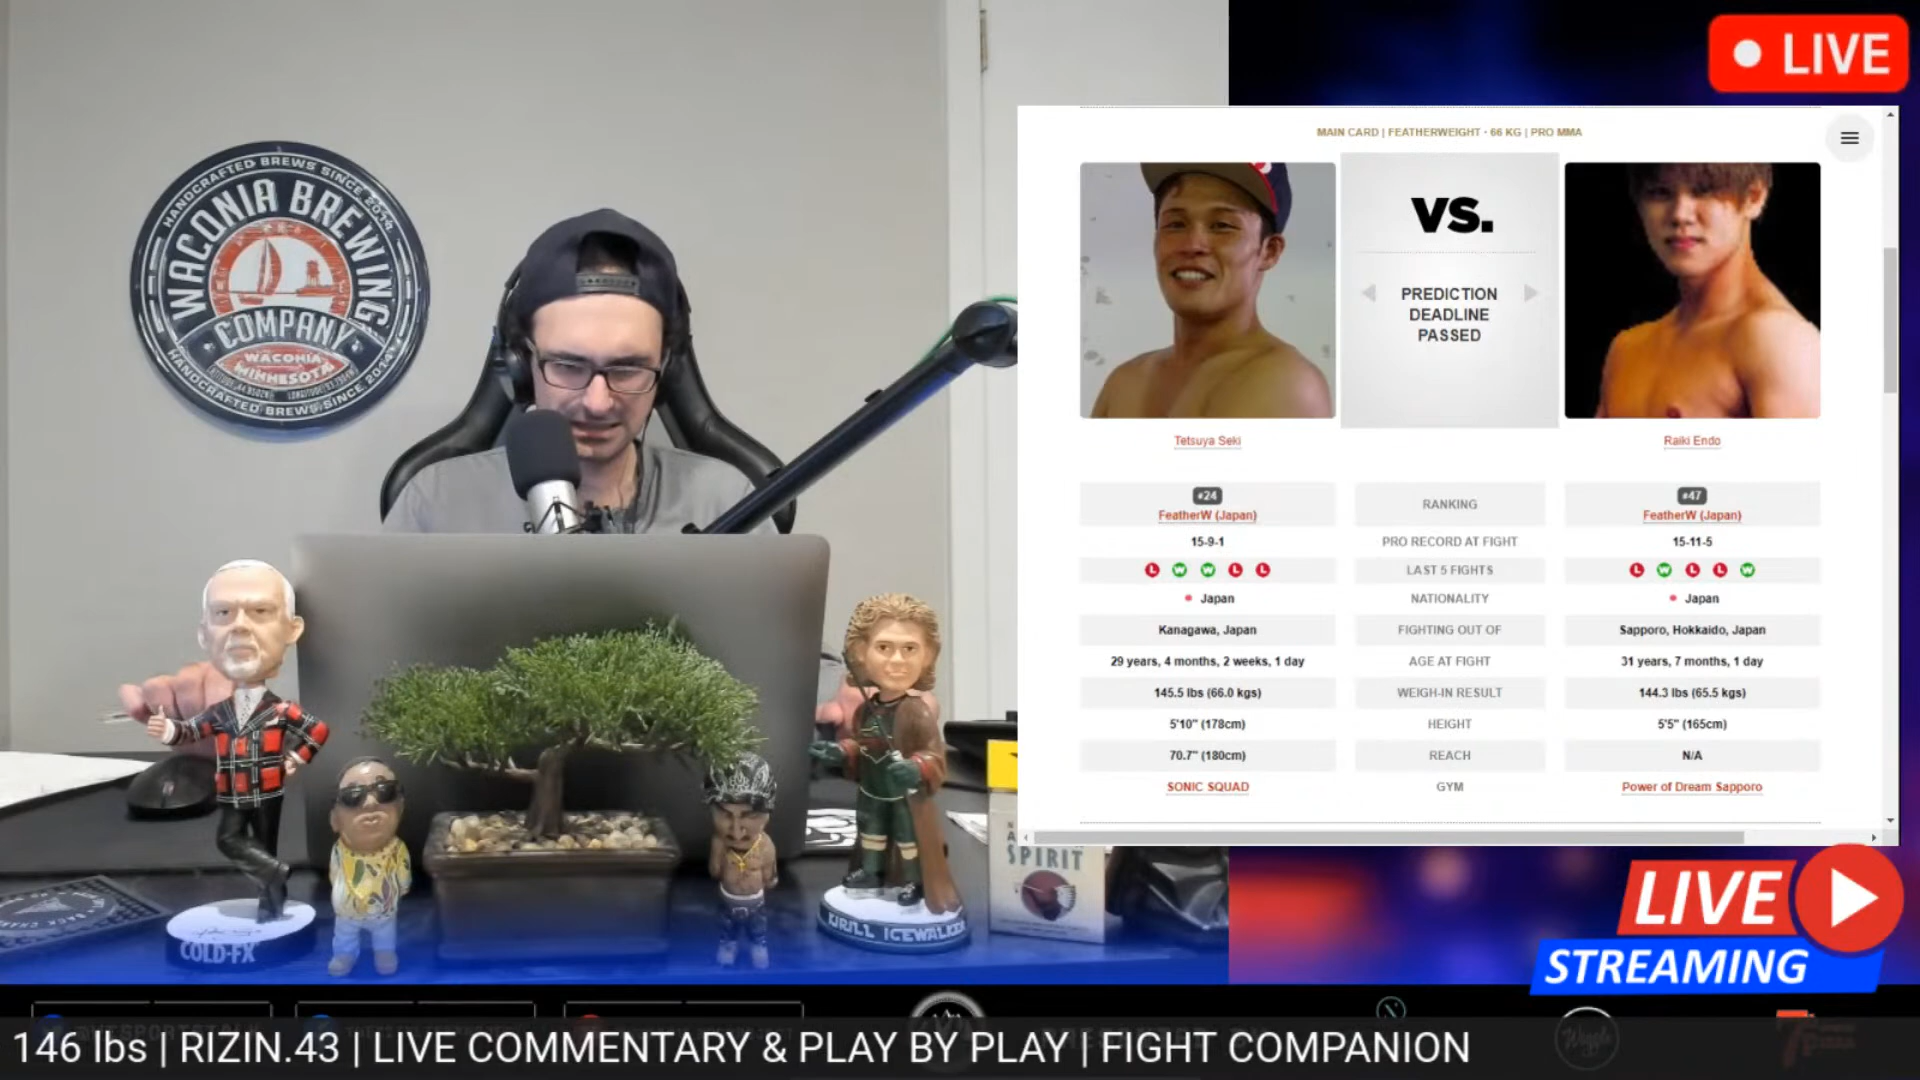 LIVE
MAIN CARD | FEATHERWEIGHT · 66 KG | PRO MMA
VS.
PREDICTION
DEADLINE
PASSED
Tetsuya Seki
Raiki Endo
#24
FeatherW (Japan)
RANKING
#47
FeatherW (Japan)
15-9-1
PRO RECORD AT FIGHT
15-11-5
L W W L L
LAST 5 FIGHTS
L W L L W
Japan
NATIONALITY
Japan
Kanagawa, Japan
FIGHTING OUT OF
Sapporo, Hokkaido, Japan
29 years, 4 months, 2 weeks, 1 day
AGE AT FIGHT
31 years, 7 months, 1 day
145.5 lbs (66.0 kgs)
WEIGH-IN RESULT
144.3 lbs (65.5 kgs)
5'10" (178cm)
HEIGHT
5'5" (165cm)
70.7" (180cm)
REACH
N/A
SONIC SQUAD
GYM
Power of Dream Sapporo
HANDCRAFTED BREWS SINCE 2014
WACONIA BREWING
COMPANY
WACONIA
MINNESOTA
HANDCRAFTED BREWS SINCE 2014
SPIRIT
COLD-FX
KIRILL ICEWALKER
LIVE
STREAMING
146 lbs | RIZIN.43 | LIVE COMMENTARY & PLAY BY PLAY | FIGHT COMPANION